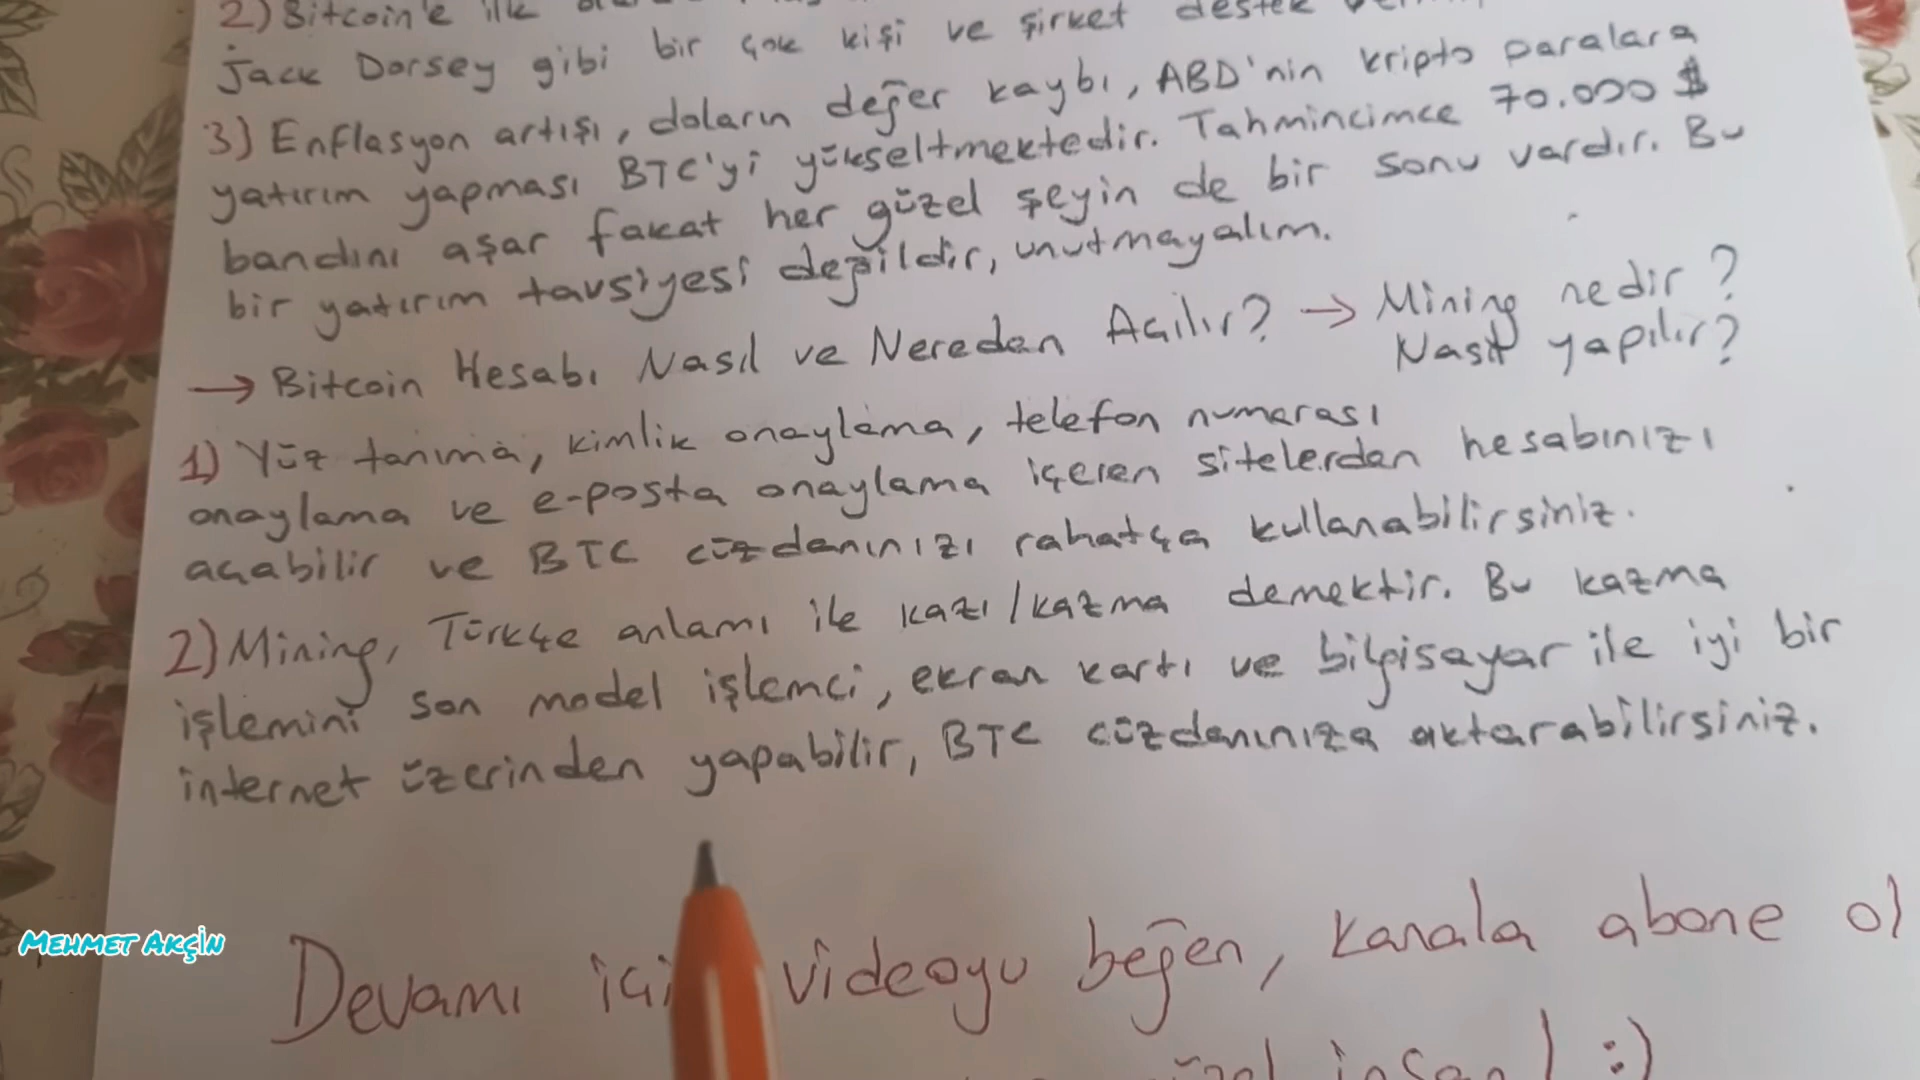 2) Bitcoin'e ilk destek
Jack Dorsey gibi bir çok kişi ve şirket
3) Enflasyon artışı, doların değer kaybı, ABD'nin kripto paralara
yatırım yapması BTC'yi yükseltmektedir. Tahmincimce 70.000 $
bandını aşar fakat her güzel şeyin de bir sonu vardır. Bu
bir yatırım tavsiyesi değildir, unutmayalım.
→ Bitcoin Hesabı Nasıl ve Nereden Açılır? → Mining nedir?
Nasıl yapılır?
1) Yüz tanıma, kimlik onaylama, telefon numarası
onaylama ve e-posta onaylama içeren sitelerden hesabınızı
açabilir ve BTC cüzdanınızı rahatça kullanabilirsiniz.
2) Mining, Türkçe anlamı ile kazı/kazma demektir. Bu kazma
işlemini son model işlemci, ekran kartı ve bilgisayar ile iyi bir
internet üzerinden yapabilir, BTC cüzdanınıza aktarabilirsiniz.
Devamı videoyu beğen, kanala abone ol
insan! :)
MEHMET AKÇİN